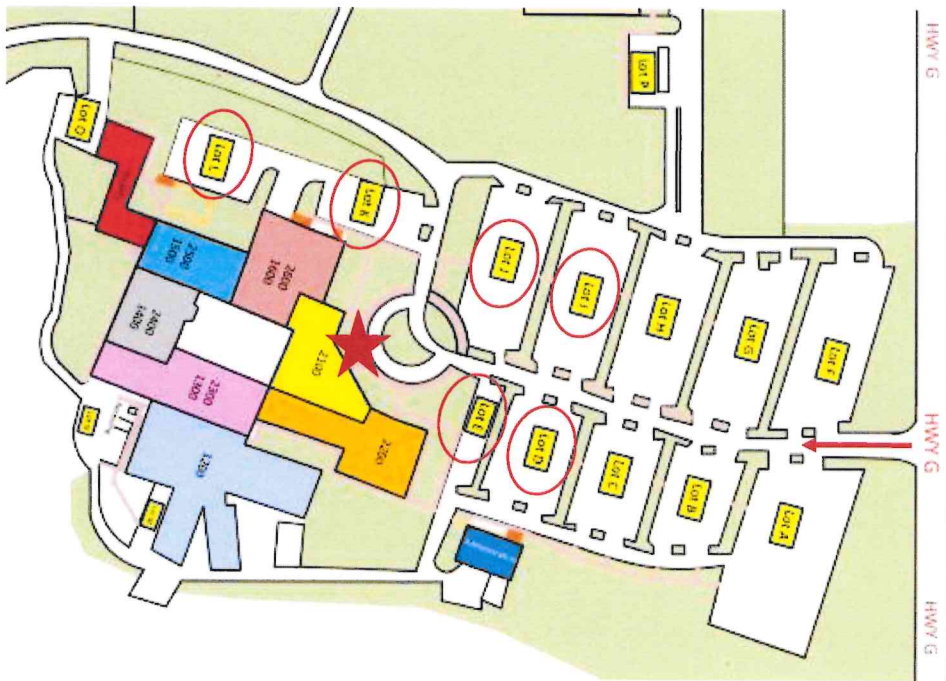 HWY G
HWY G
HWY G
Lot P
Lot O
Lot L
Lot K
Lot J
Lot I
Lot H
Lot G
Lot F
Lot E
Lot D
Lot C
Lot B
Lot A
2500
1500
2600
1600
2400
1400
2100
2300
1300
2200
1200